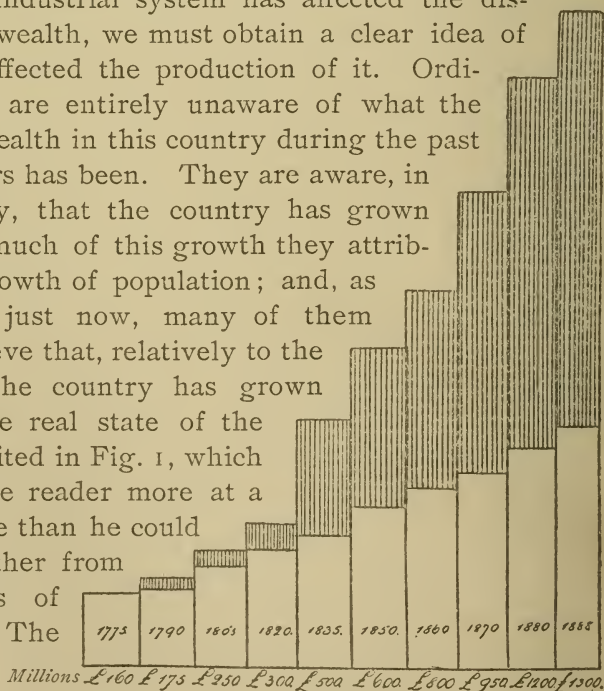 industrial system has affected the dis-
wealth, we must obtain a clear idea of
ffected the production of it. Ordi-
are entirely unaware of what the
ealth in this country during the past
rs has been. They are aware, in
y, that the country has grown
much of this growth they attrib-
owth of population; and, as
just now, many of them
eve that, relatively to the
he country has grown
e real state of the
ited in Fig. 1, which
e reader more at a
e than he could
her from
s of
The
1775 1790 1805 1820. 1835. 1850. 1860 1870 1880 1885
Millions £160 £175 £250 £300 £500 £600. £800 £950. £1200 £1300.